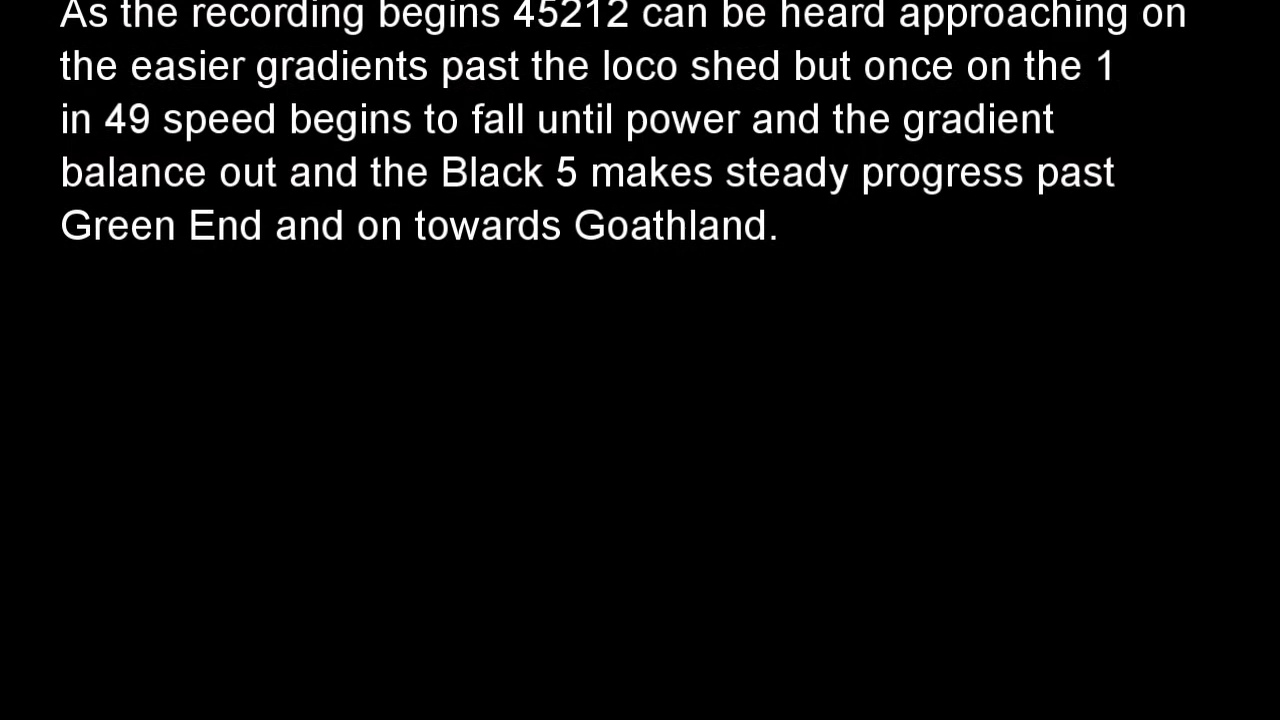 As the recording begins 45212 can be heard approaching on
the easier gradients past the loco shed but once on the 1
in 49 speed begins to fall until power and the gradient
balance out and the Black 5 makes steady progress past
Green End and on towards Goathland.